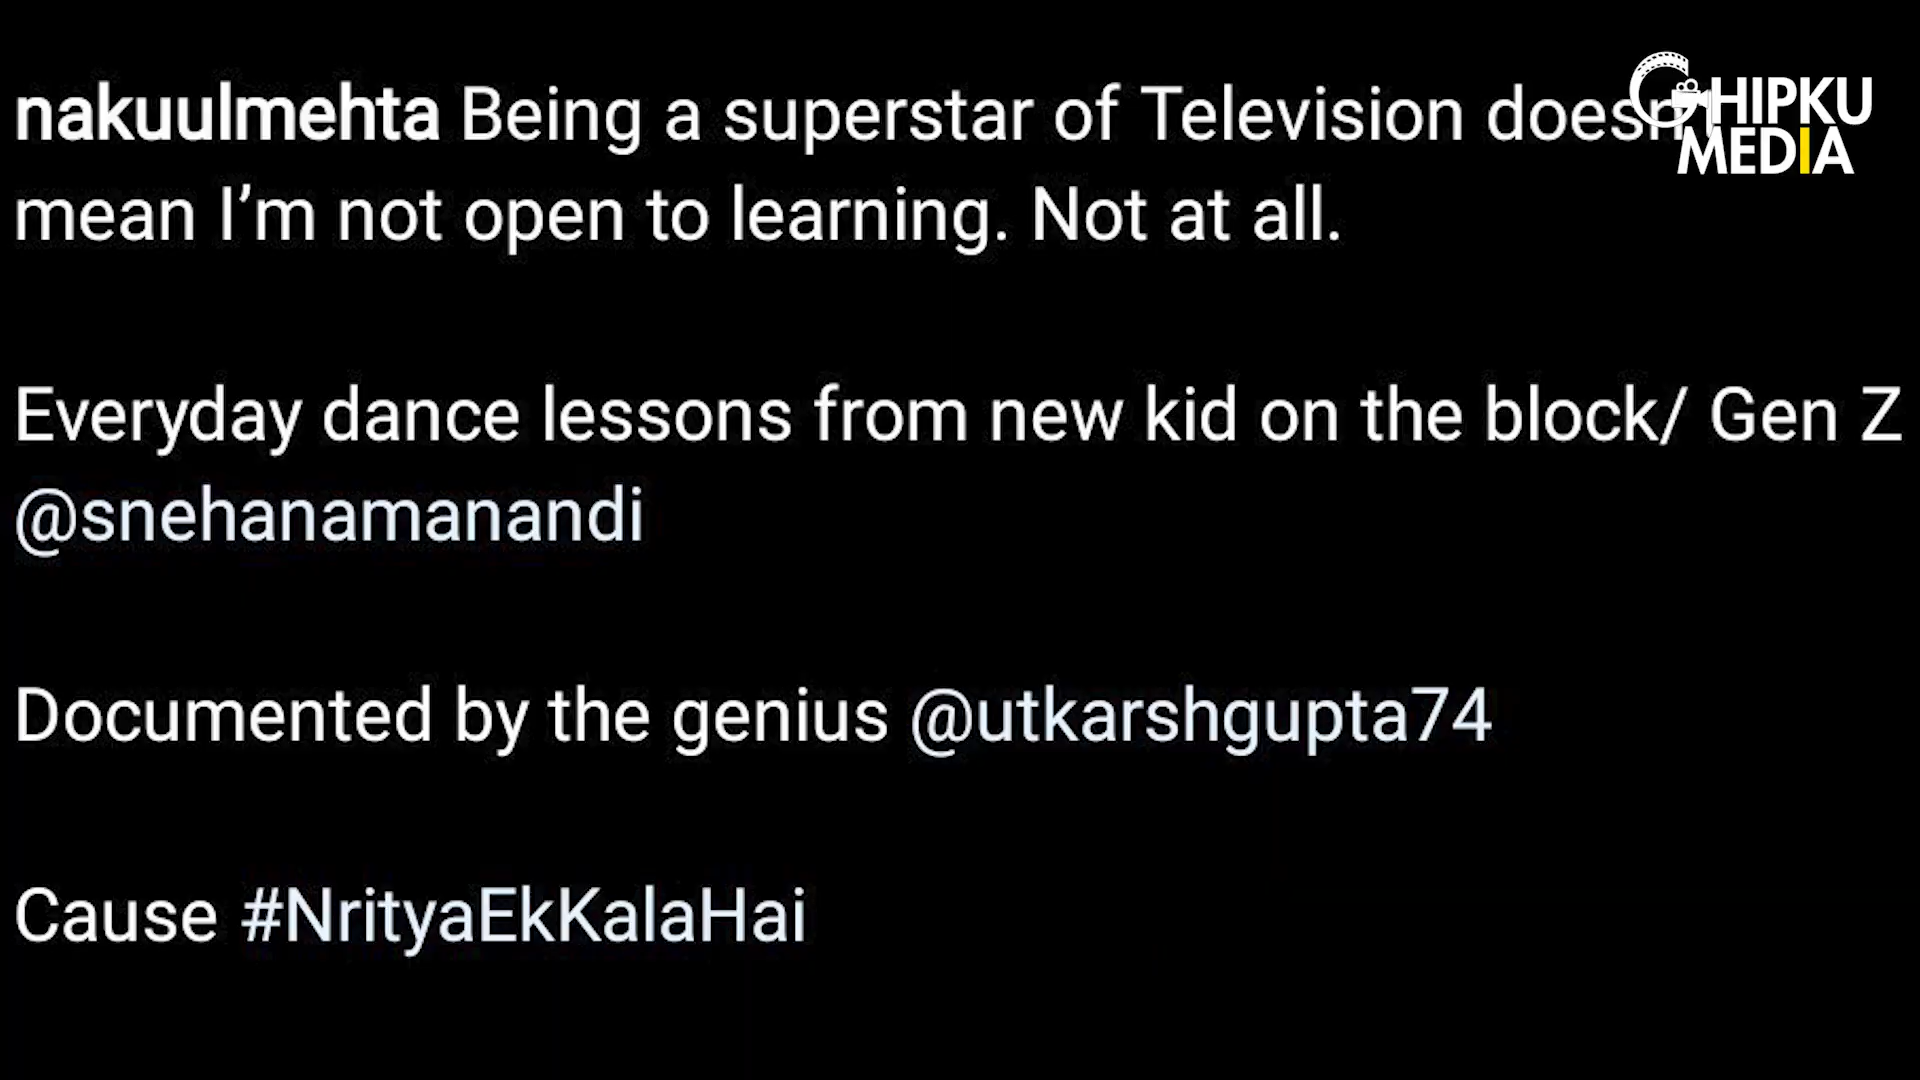 nakuulmehta Being a superstar of Television
mean I’m not open to learning. Not at all.
Everyday dance lessons from new kid on the block/ Gen Z
@snehanamanandi
Documented by the genius @utkarshgupta74
Cause #NrityaEkKalaHai
CHIPKU
MEDIA